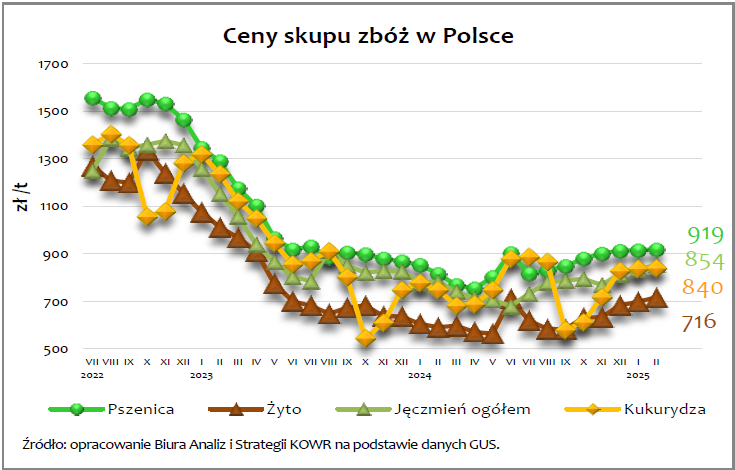 Ceny skupu zbóż w Polsce
zł /t
1700
1500
1300
1100
900
700
500
919
854
840
716
VII VIII IX X XI XII I II III IV V VI VII VIII IX X XI XII I II III IV V VI VII VIII IX X XI XII I II
2022 2023 2024 2025
Pszenica Żyto Jęczmień ogółem Kukurydza
Źródło: opracowanie Biura Analiz i Strategii KOWR na podstawie danych GUS.